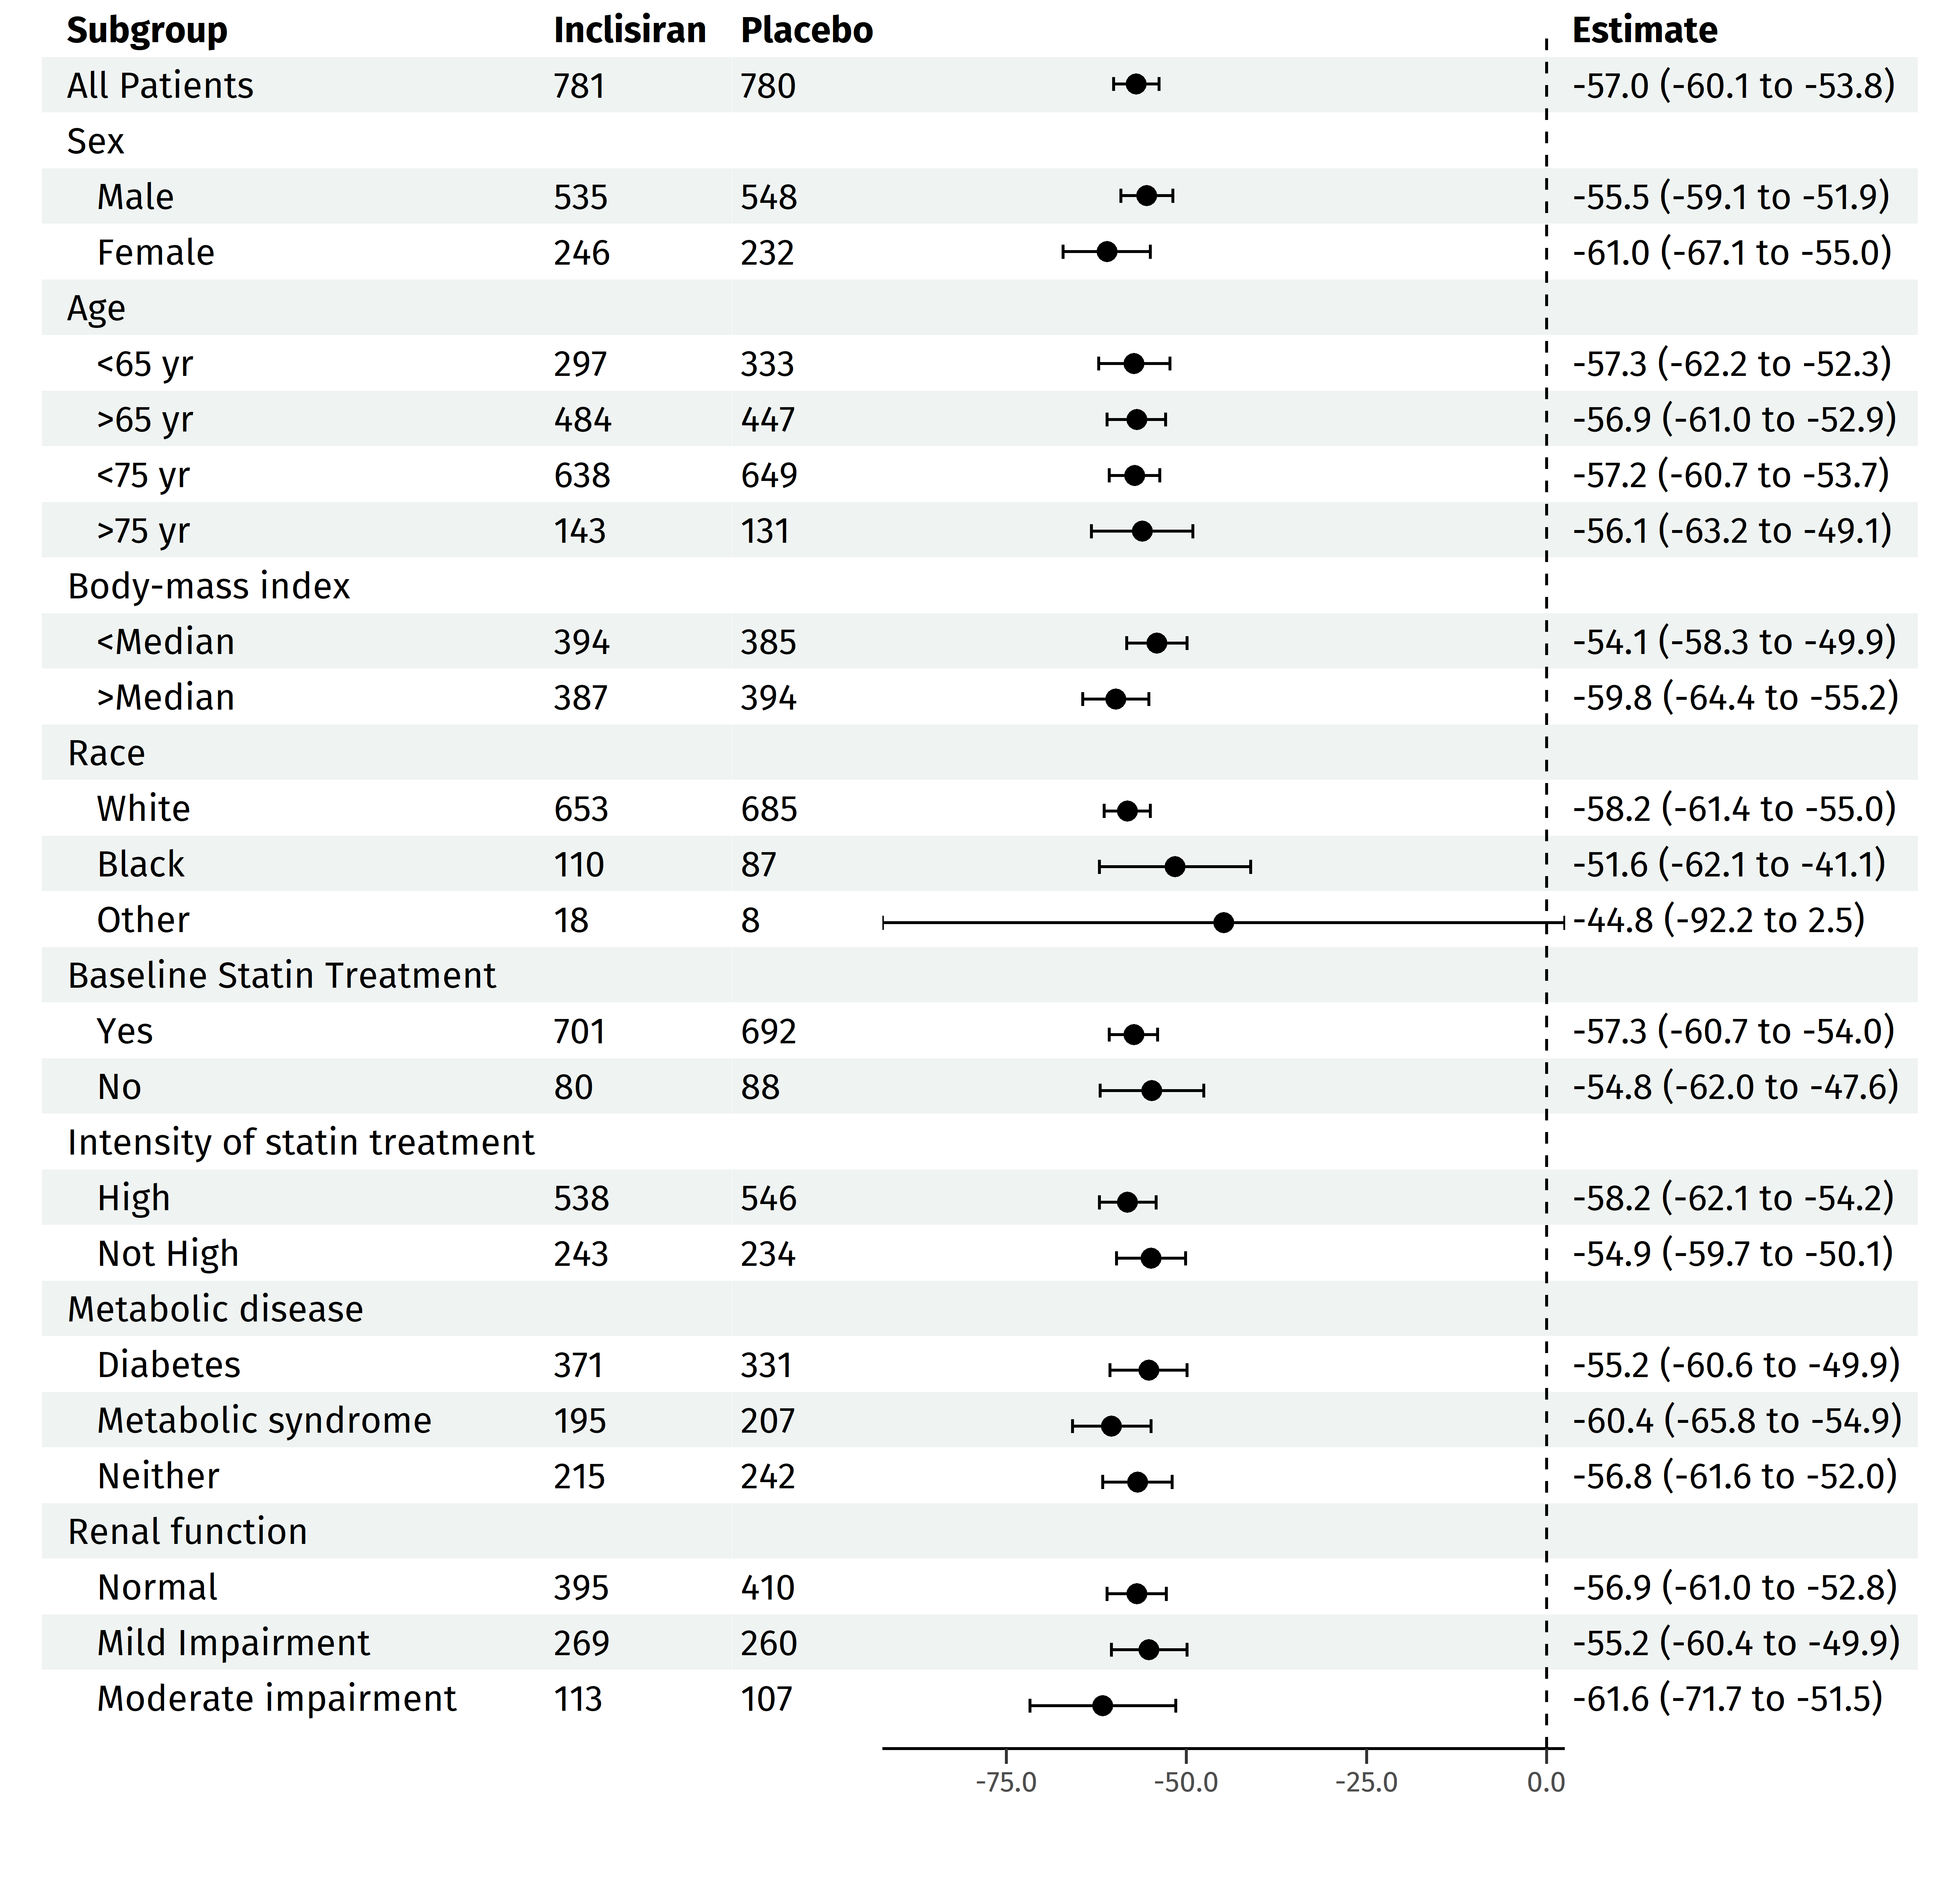 Subgroup Inclisiran Placebo Estimate
All Patients 781 780 -57.0 (-60.1 to -53.8)
Sex
Male 535 548 -55.5 (-59.1 to -51.9)
Female 246 232 -61.0 (-67.1 to -55.0)
Age
<65 yr 297 333 -57.3 (-62.2 to -52.3)
>65 yr 484 447 -56.9 (-61.0 to -52.9)
<75 yr 638 649 -57.2 (-60.7 to -53.7)
>75 yr 143 131 -56.1 (-63.2 to -49.1)
Body-mass index
<Median 394 385 -54.1 (-58.3 to -49.9)
>Median 387 394 -59.8 (-64.4 to -55.2)
Race
White 653 685 -58.2 (-61.4 to -55.0)
Black 110 87 -51.6 (-62.1 to -41.1)
Other 18 8 -44.8 (-92.2 to 2.5)
Baseline Statin Treatment
Yes 701 692 -57.3 (-60.7 to -54.0)
No 80 88 -54.8 (-62.0 to -47.6)
Intensity of statin treatment
High 538 546 -58.2 (-62.1 to -54.2)
Not High 243 234 -54.9 (-59.7 to -50.1)
Metabolic disease
Diabetes 371 331 -55.2 (-60.6 to -49.9)
Metabolic syndrome 195 207 -60.4 (-65.8 to -54.9)
Neither 215 242 -56.8 (-61.6 to -52.0)
Renal function
Normal 395 410 -56.9 (-61.0 to -52.8)
Mild Impairment 269 260 -55.2 (-60.4 to -49.9)
Moderate impairment 113 107 -61.6 (-71.7 to -51.5)
-75.0 -50.0 -25.0 0.0